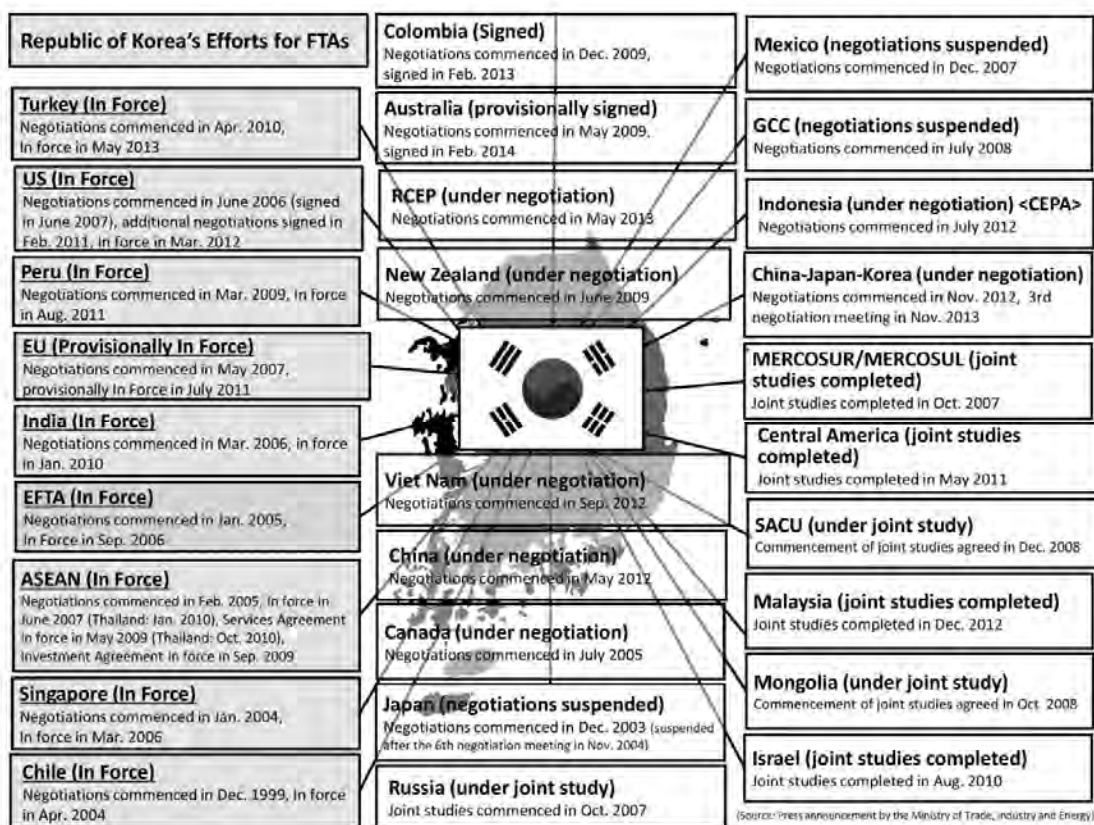 Republic of Korea's Efforts for FTAs
Turkey (In Force)
Negotiations commenced in Apr. 2010,
In force in May 2013
US (In Force)
Negotiations commenced in June 2006 (signed
in June 2007), additional negotiations signed in
Feb. 2011, In force in Mar. 2012
Peru (In Force)
Negotiations commenced in Mar. 2009, In force
in Aug. 2011
EU (Provisionally In Force)
Negotiations commenced in May 2007,
provisionally In Force in July 2011
India (In Force)
Negotiations commenced in Mar. 2006, in force
in Jan. 2010
EFTA (In Force)
Negotiations commenced in Jan. 2005,
In Force in Sep. 2006
ASEAN (In Force)
Negotiations commenced in Feb. 2005, In force in
June 2007 (Thailand: Jan. 2010), Services Agreement
In force in May 2009 (Thailand: Oct. 2010),
Investment Agreement In force in Sep. 2009
Singapore (In Force)
Negotiations commenced in Jan. 2004,
In force in Mar. 2006
Chile (In Force)
Negotiations commenced in Dec. 1999, In force
in Apr. 2004
Colombia (Signed)
Negotiations commenced in Dec. 2009,
signed in Feb. 2013
Australia (provisionally signed)
Negotiations commenced in May 2009,
signed in Feb. 2014
RCEP (under negotiation)
Negotiations commenced in May 2013
New Zealand (under negotiation)
Negotiations commenced in June 2009
Viet Nam (under negotiation)
Negotiations commenced in Sep. 2012
China (under negotiation)
Negotiations commenced in May 2012
Canada (under negotiation)
Negotiations commenced in July 2005
Japan (negotiations suspended)
Negotiations commenced in Dec. 2003 (suspended
after the 6th negotiation meeting in Nov. 2004)
Russia (under joint study)
Joint studies commenced in Oct. 2007
Mexico (negotiations suspended)
Negotiations commenced in Dec. 2007
GCC (negotiations suspended)
Negotiations commenced in July 2008
Indonesia (under negotiation) <CEPA>
Negotiations commenced in July 2012
China-Japan-Korea (under negotiation)
Negotiations commenced in Nov. 2012, 3rd
negotiation meeting in Nov. 2013
MERCOSUR/MERCOSUL (joint
studies completed)
Joint studies completed in Oct. 2007
Central America (joint studies
completed)
Joint studies completed in May 2011
SACU (under joint study)
Commencement of joint studies agreed in Dec. 2008
Malaysia (joint studies completed)
Joint studies completed in Dec. 2012
Mongolia (under joint study)
Commencement of joint studies agreed in Oct. 2008
Israel (joint studies completed)
Joint studies completed in Aug. 2010
(Source: Press announcement by the Ministry of Trade, Industry and Energy)